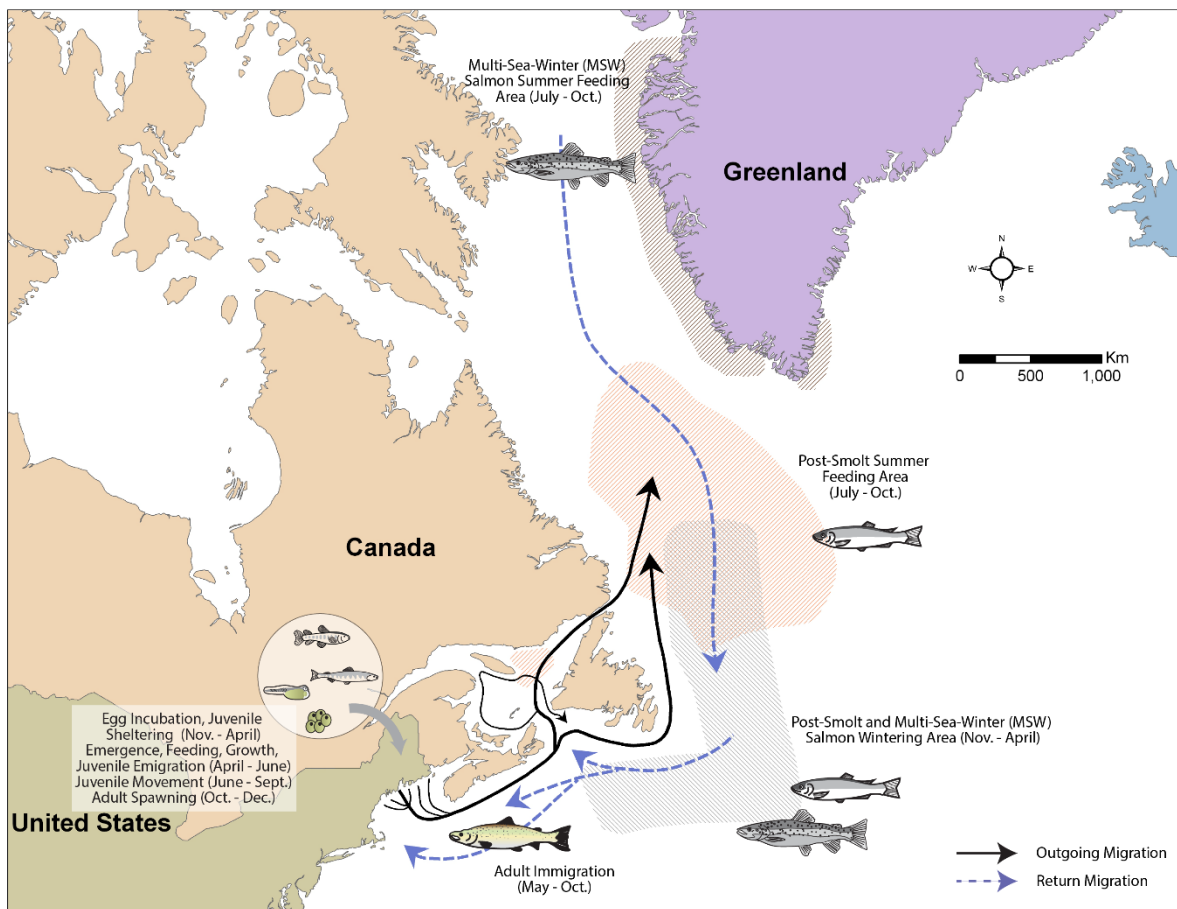 Multi-Sea-Winter (MSW)
Salmon Summer Feeding
Area (July - Oct.)
Greenland
N
W E
S
Km
0 500 1,000
Post-Smolt Summer
Feeding Area
(July - Oct.)
Canada
Egg Incubation, Juvenile
Sheltering (Nov. - April)
Emergence, Feeding, Growth,
Juvenile Emigration (April - June)
Juvenile Movement (June - Sept.)
Adult Spawning (Oct. - Dec.)
United States
Post-Smolt and Multi-Sea-Winter (MSW)
Salmon Wintering Area (Nov. - April)
Adult Immigration
(May - Oct.)
Outgoing Migration
Return Migration